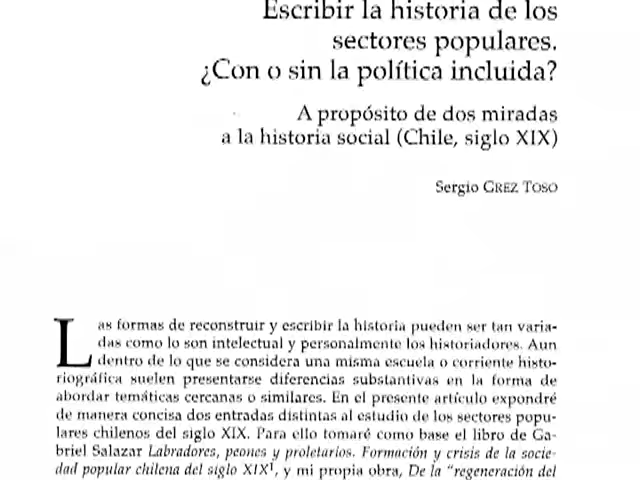 Escribir la historia de los
sectores populares.
¿Con o sin la política incluida?
A propósito de dos miradas
a la historia social (Chile, siglo XIX)
Sergio GREZ TOSO
Las formas de reconstruir y escribir la historia pueden ser tan varia-
das como lo son intelectual y personalmente los historiadores. Aun
dentro de lo que se considera una misma escuela o corriente histo-
riográfica suelen presentarse diferencias substantivas en la forma de
abordar temáticas cercanas o similares. En el presente artículo expondré
de manera concisa dos entradas distintas al estudio de los sectores popu-
lares chilenos del siglo XIX. Para ello tomaré como base el libro de Ga-
briel Salazar Labradores, peones y proletarios. Formación y crisis de la socie-
dad popular chilena del siglo XIX¹, y mi propia obra, De la "regeneración del